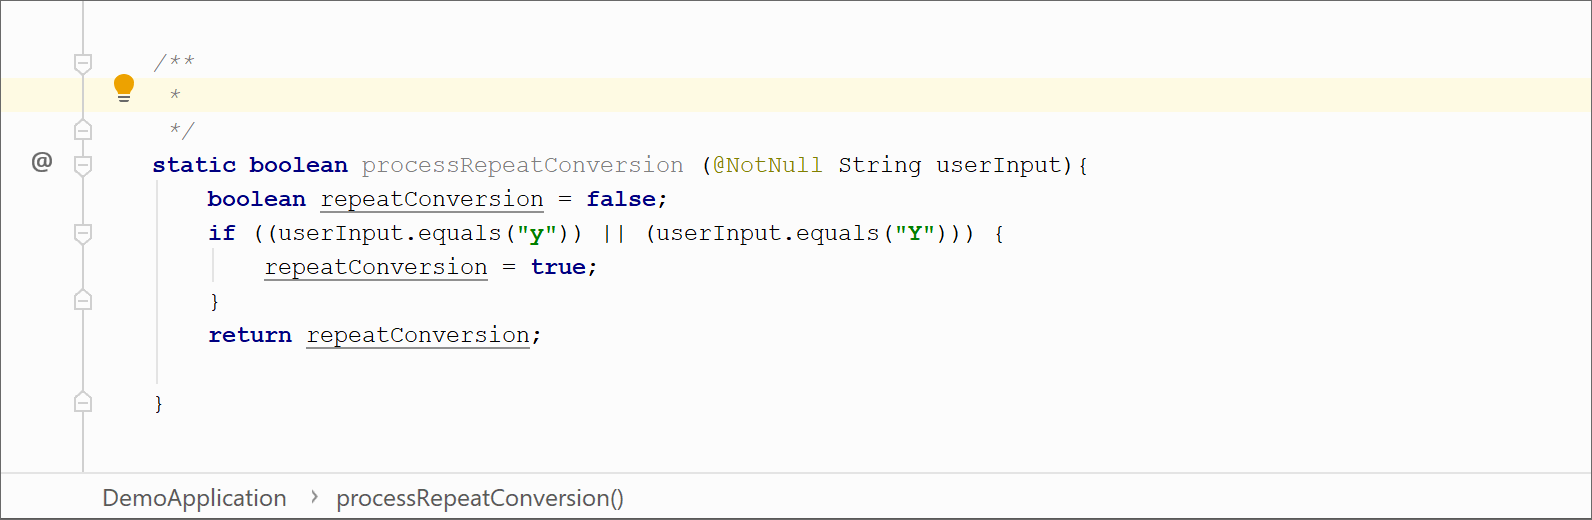 /**
 *
 */
@ static boolean processRepeatConversion (@NotNull String userInput){
    boolean repeatConversion = false;
    if ((userInput.equals("y")) || (userInput.equals("Y"))) {
        repeatConversion = true;
    }
    return repeatConversion;
}
DemoApplication › processRepeatConversion()